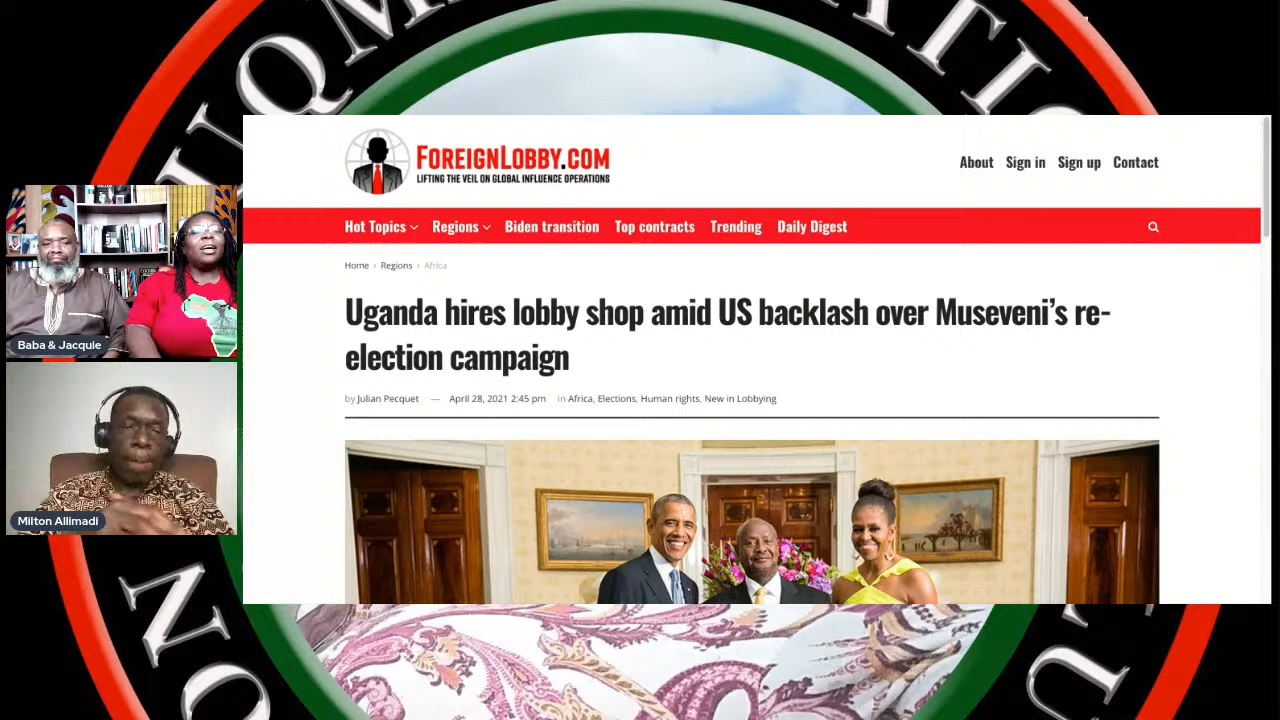 FOREIGNLOBBY.COM
LIFTING THE VEIL ON GLOBAL INFLUENCE OPERATIONS
About Sign in Sign up Contact
Hot Topics Regions Biden transition Top contracts Trending Daily Digest
Home > Regions > Africa
Uganda hires lobby shop amid US backlash over Museveni's re-
election campaign
by Julian Pecquet — April 28, 2021 2:45 pm in Africa, Elections, Human rights, New in Lobbying
Baba & Jacquie
Milton Allimadi